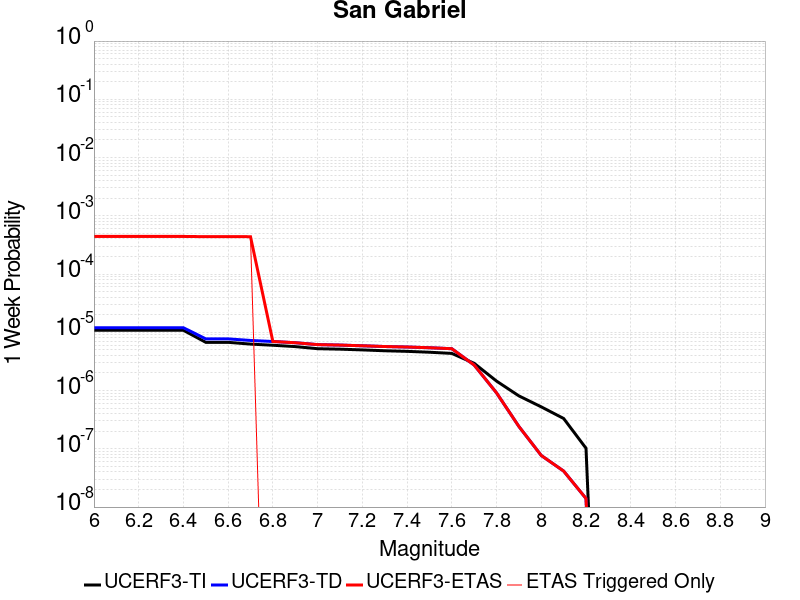 San Gabriel
1 Week Probability
10^0
10^-1
10^-2
10^-3
10^-4
10^-5
10^-6
10^-7
10^-8
6 6.2 6.4 6.6 6.8 7 7.2 7.4 7.6 7.8 8 8.2 8.4 8.6 8.8 9
Magnitude
UCERF3-TI UCERF3-TD UCERF3-ETAS ETAS Triggered Only